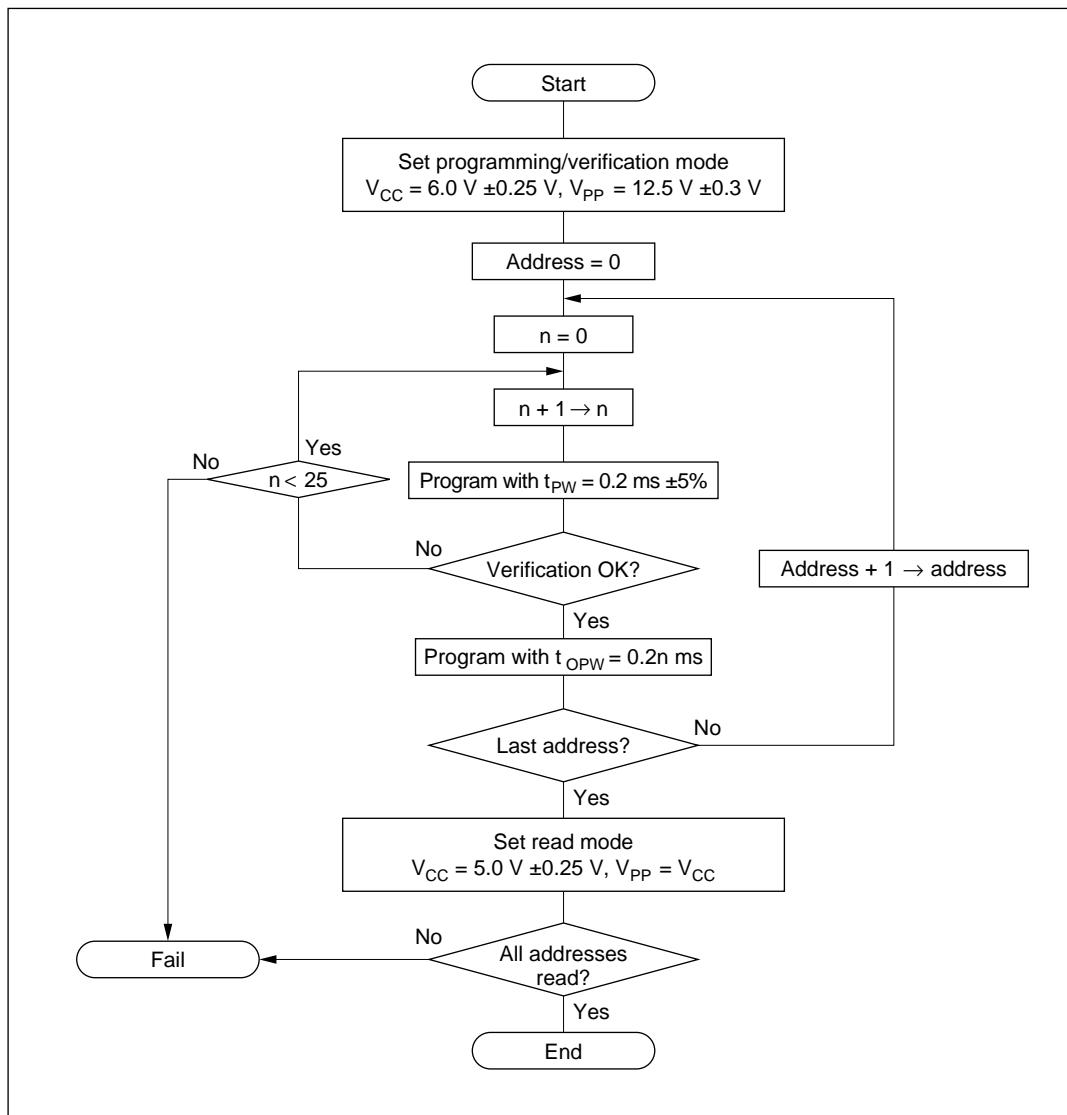 Start
Set programming/verification mode
VCC = 6.0 V ±0.25 V, VPP = 12.5 V ±0.3 V
Address = 0
n = 0
n + 1 → n
No
Yes
n < 25
Program with tPW = 0.2 ms ±5%
No
Verification OK?
Address + 1 → address
Yes
Program with tOPW = 0.2n ms
No
Last address?
Yes
Set read mode
VCC = 5.0 V ±0.25 V, VPP = VCC
No
Fail
All addresses
read?
Yes
End